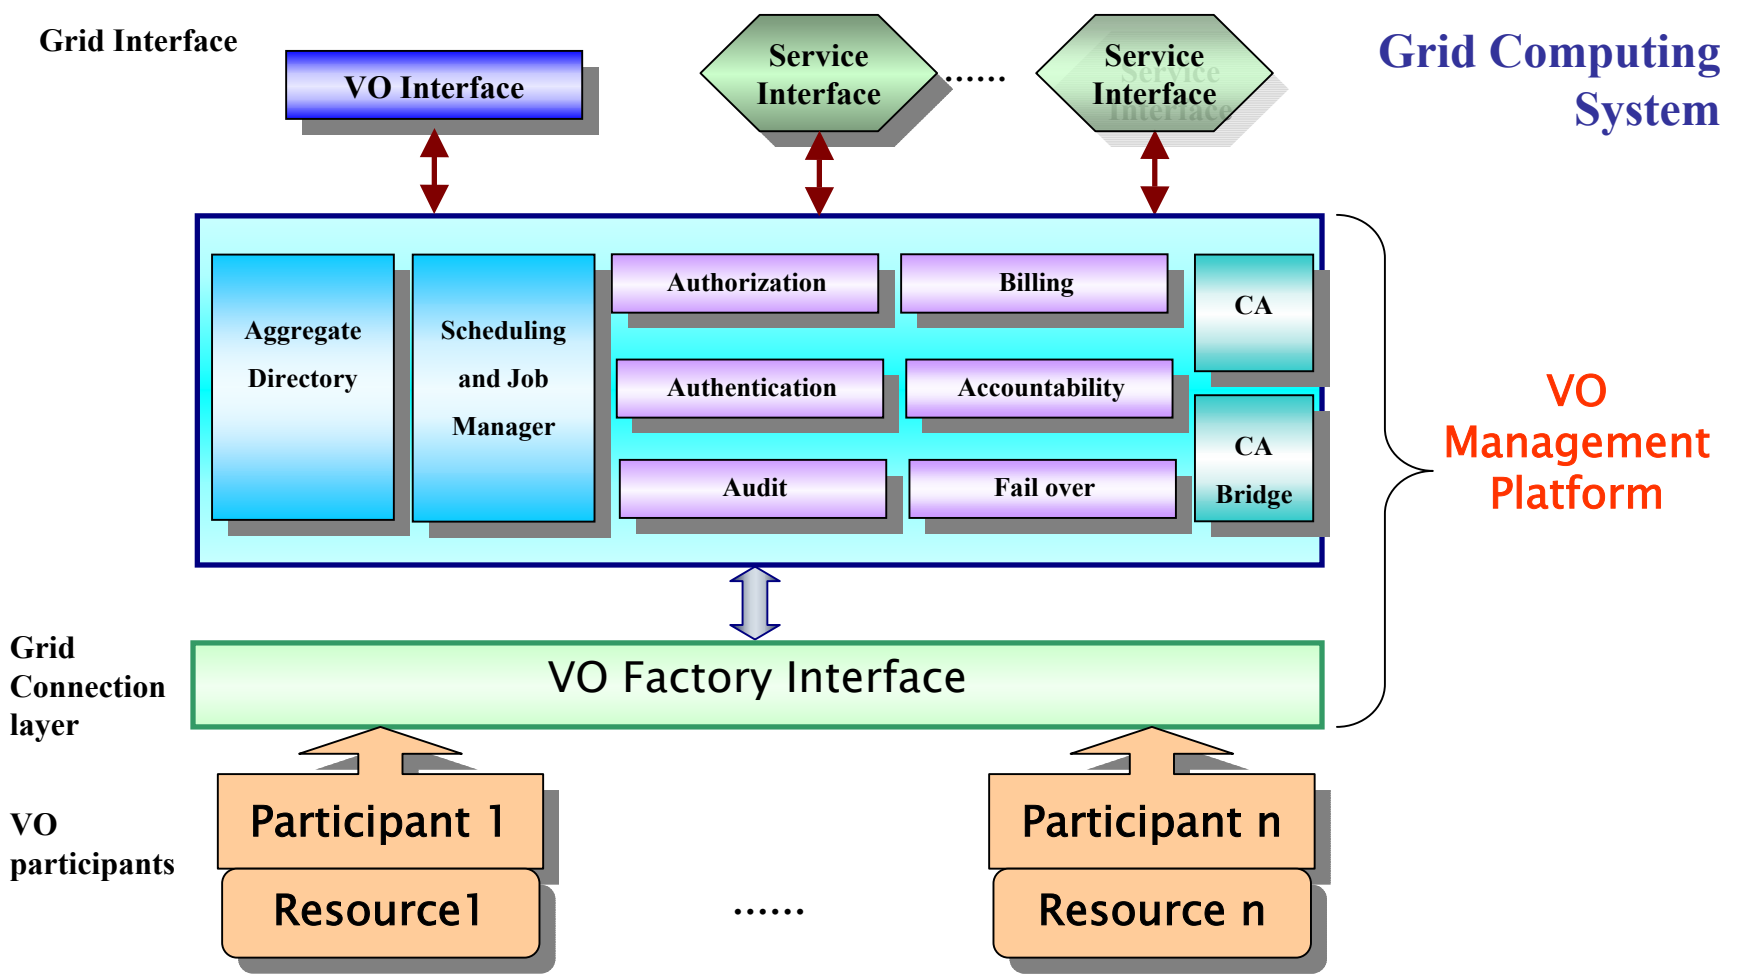 Grid Interface
VO Interface
Service
Interface
......
Service
Interface
Service
Interface
Grid Computing
System
Aggregate
Directory
Scheduling
and Job
Manager
Authorization
Billing
CA
Authentication
Accountability
Audit
Fail over
CA
Bridge
VO
Management
Platform
Grid
Connection
layer
VO Factory Interface
VO
participants
Participant 1
Resource1
......
Participant n
Resource n